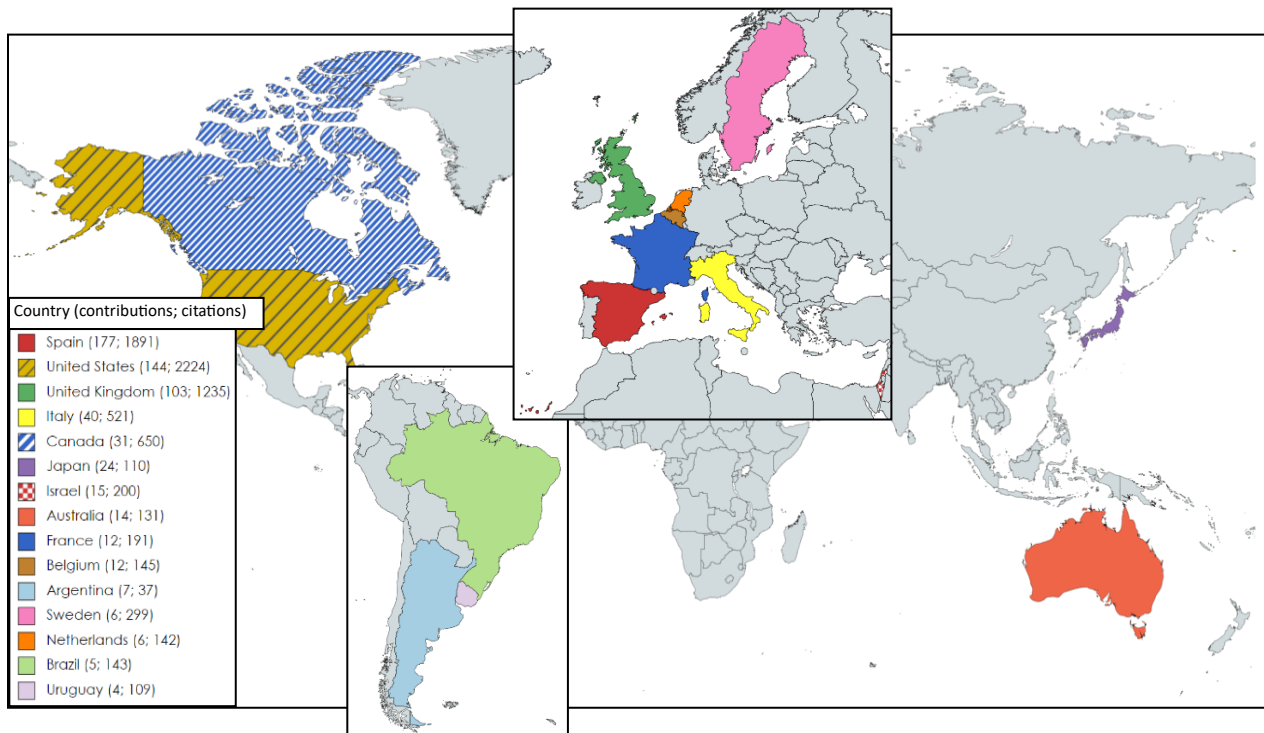 Country (contributions; citations)
Spain (177; 1891)
United States (144; 2224)
United Kingdom (103; 1235)
Italy (40; 521)
Canada (31; 650)
Japan (24; 110)
Israel (15; 200)
Australia (14; 131)
France (12; 191)
Belgium (12; 145)
Argentina (7; 37)
Sweden (6; 299)
Netherlands (6; 142)
Brazil (5; 143)
Uruguay (4; 109)